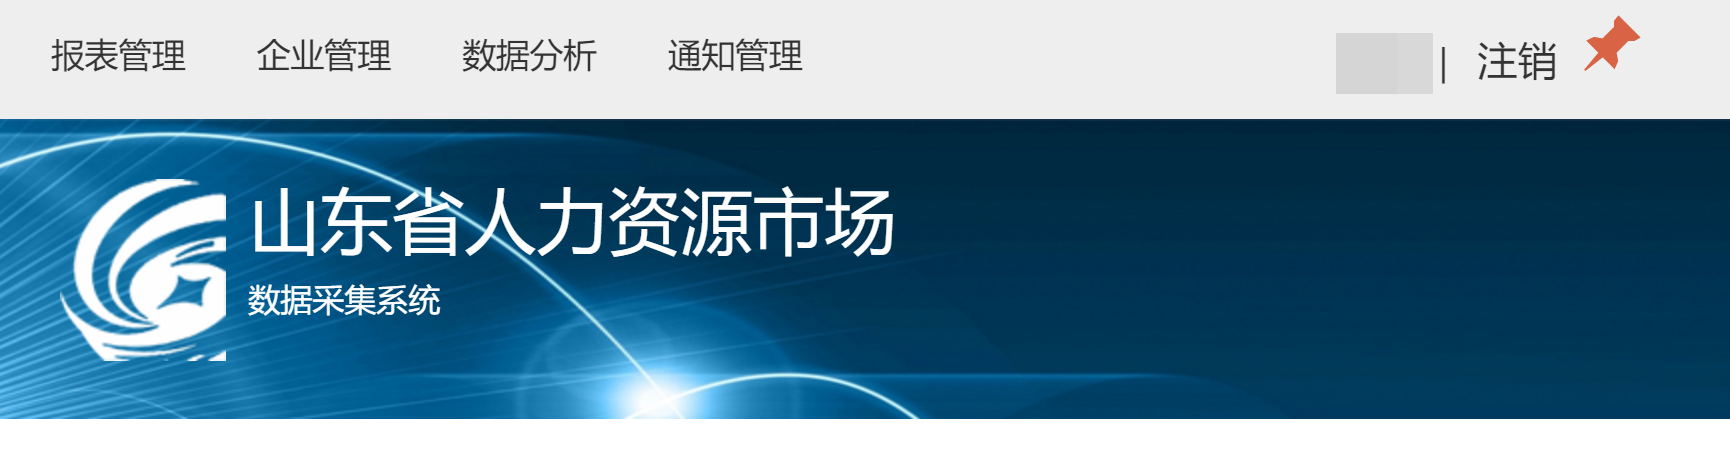 报表管理 企业管理 数据分析 通知管理 | 注销
山东省人力资源市场
数据采集系统